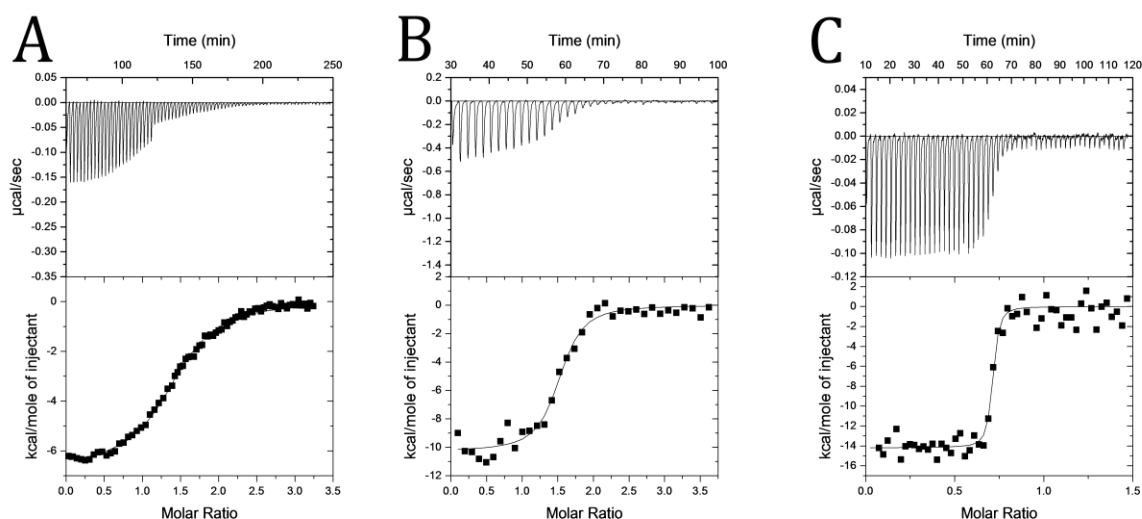 A
Time (min)
100 150 200 250
0.05
0.00
-0.05
-0.10
-0.15
-0.20
-0.25
-0.30
-0.35
µcal/sec
0
-2
-4
-6
kcal/mole of injectant
0.0 0.5 1.0 1.5 2.0 2.5 3.0 3.5
Molar Ratio
B
Time (min)
30 40 50 60 70 80 90 100
0.2
0.0
-0.2
-0.4
-0.6
-0.8
-1.0
-1.2
-1.4
µcal/sec
0
-2
-4
-6
-8
-10
-12
kcal/mole of injectant
0.0 0.5 1.0 1.5 2.0 2.5 3.0 3.5
Molar Ratio
C
Time (min)
10 20 30 40 50 60 70 80 90 100 110 120
0.04
0.02
0.00
-0.02
-0.04
-0.06
-0.08
-0.10
-0.12
µcal/sec
4
2
0
-2
-4
-6
-8
-10
-12
-14
-16
kcal/mole of injectant
0.0 0.5 1.0 1.5
Molar Ratio